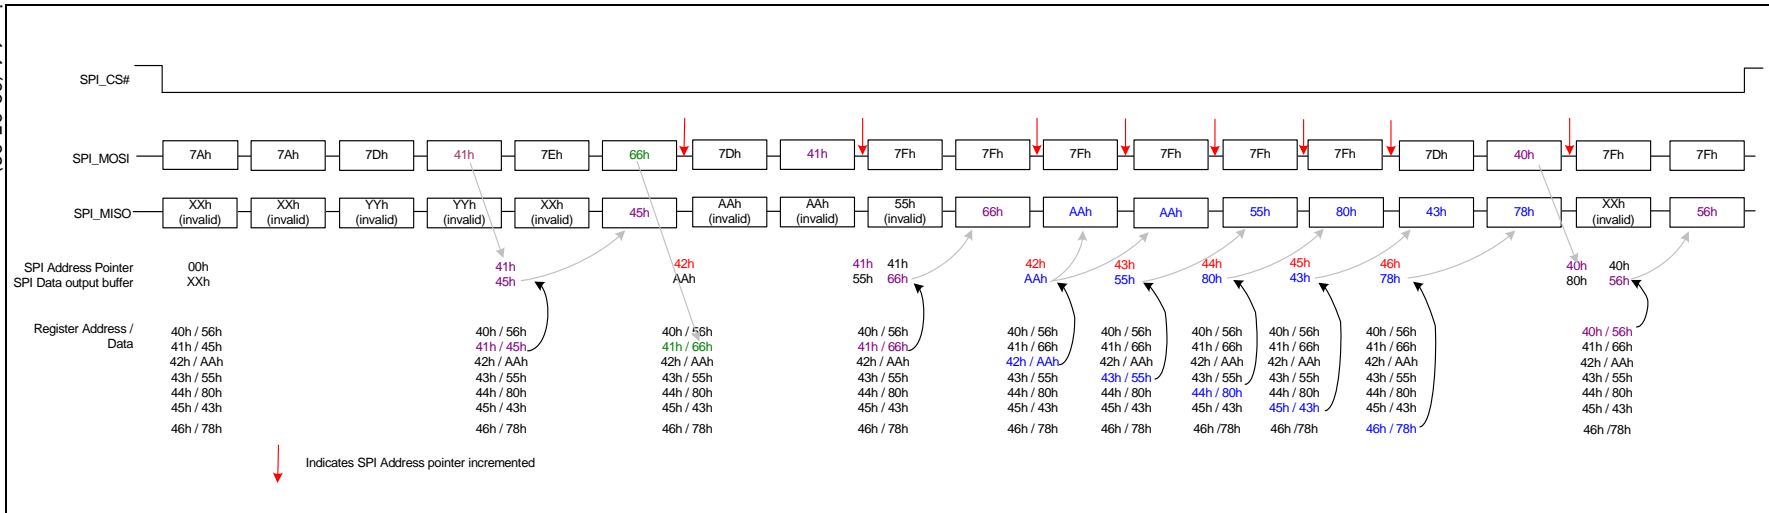 SPI_CS#
SPI_MOSI 7Ah 7Ah 7Dh 41h 7Eh 66h 7Dh 41h 7Fh 7Fh 7Fh 7Fh 7Fh 7Fh 7Dh 40h 7Fh 7Fh
SPI_MISO XXh (invalid) XXh (invalid) YYh (invalid) YYh (invalid) XXh (invalid) 45h AAh (invalid) AAh (invalid) 55h (invalid) 66h AAh AAh 55h 80h 43h 78h XXh (invalid) 56h
SPI Address Pointer 00h 41h 42h 41h 41h 42h 43h 44h 45h 46h 40h 40h
SPI Data output buffer XXh 45h AAh 55h 66h AAh 55h 80h 43h 78h 80h 56h
Register Address / 40h / 56h 40h / 56h 40h / 56h 40h / 56h 40h / 56h 40h / 56h 40h / 56h 40h / 56h 40h / 56h 40h / 56h
Data 41h / 45h 41h / 45h 41h / 66h 41h / 66h 41h / 66h 41h / 66h 41h / 66h 41h / 66h 41h / 66h 41h / 66h
42h / AAh 42h / AAh 42h / AAh 42h / AAh 42h / AAh 42h / AAh 42h / AAh 42h / AAh 42h / AAh 42h / AAh
43h / 55h 43h / 55h 43h / 55h 43h / 55h 43h / 55h 43h / 55h 43h / 55h 43h / 55h 43h / 55h 43h / 55h
44h / 80h 44h / 80h 44h / 80h 44h / 80h 44h / 80h 44h / 80h 44h / 80h 44h / 80h 44h / 80h 44h / 80h
45h / 43h 45h / 43h 45h / 43h 45h / 43h 45h / 43h 45h / 43h 45h / 43h 45h / 43h 45h / 43h 45h / 43h
46h / 78h 46h / 78h 46h / 78h 46h / 78h 46h / 78h 46h / 78h 46h /78h 46h /78h 46h / 78h 46h /78h
Indicates SPI Address pointer incremented